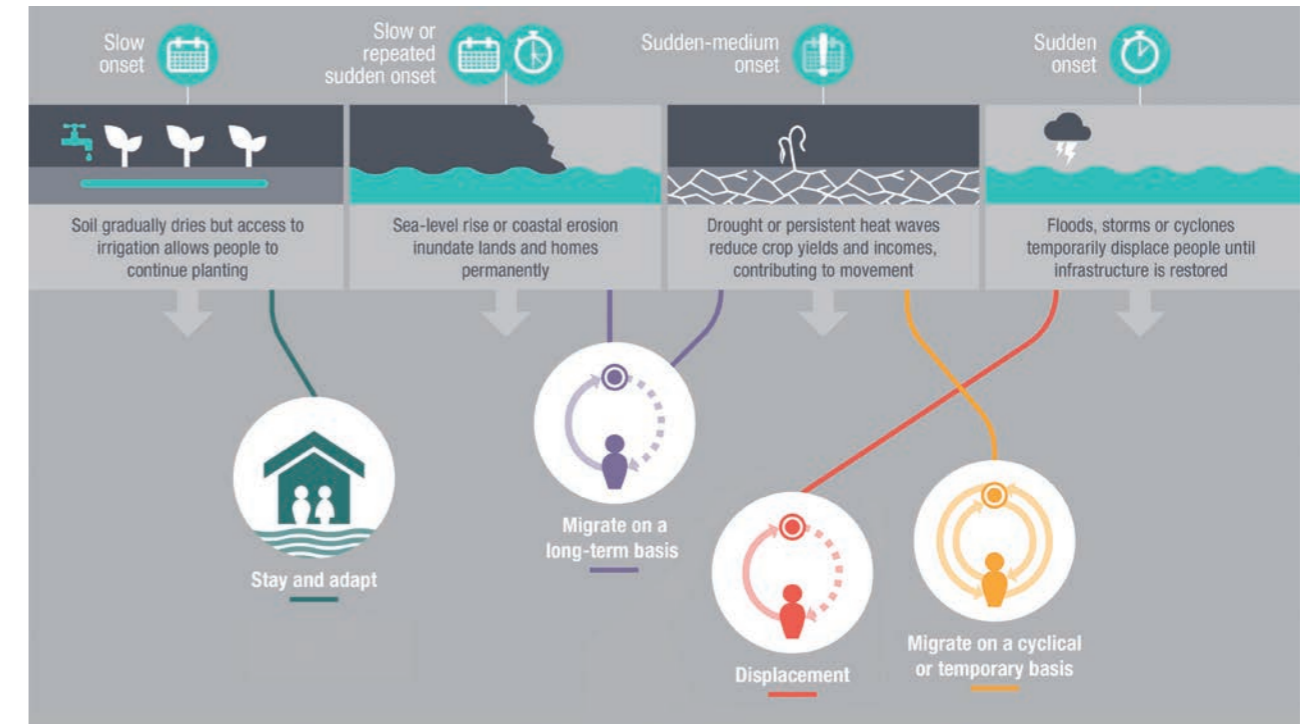 Slow
onset
Slow or
repeated
sudden onset
Sudden-medium
onset
Sudden
onset
Soil gradually dries but access to
irrigation allows people to
continue planting
Sea-level rise or coastal erosion
inundate lands and homes
permanently
Drought or persistent heat waves
reduce crop yields and incomes,
contributing to movement
Floods, storms or cyclones
temporarily displace people until
infrastructure is restored
Stay and adapt
Migrate on a
long-term basis
Displacement
Migrate on a cyclical
or temporary basis